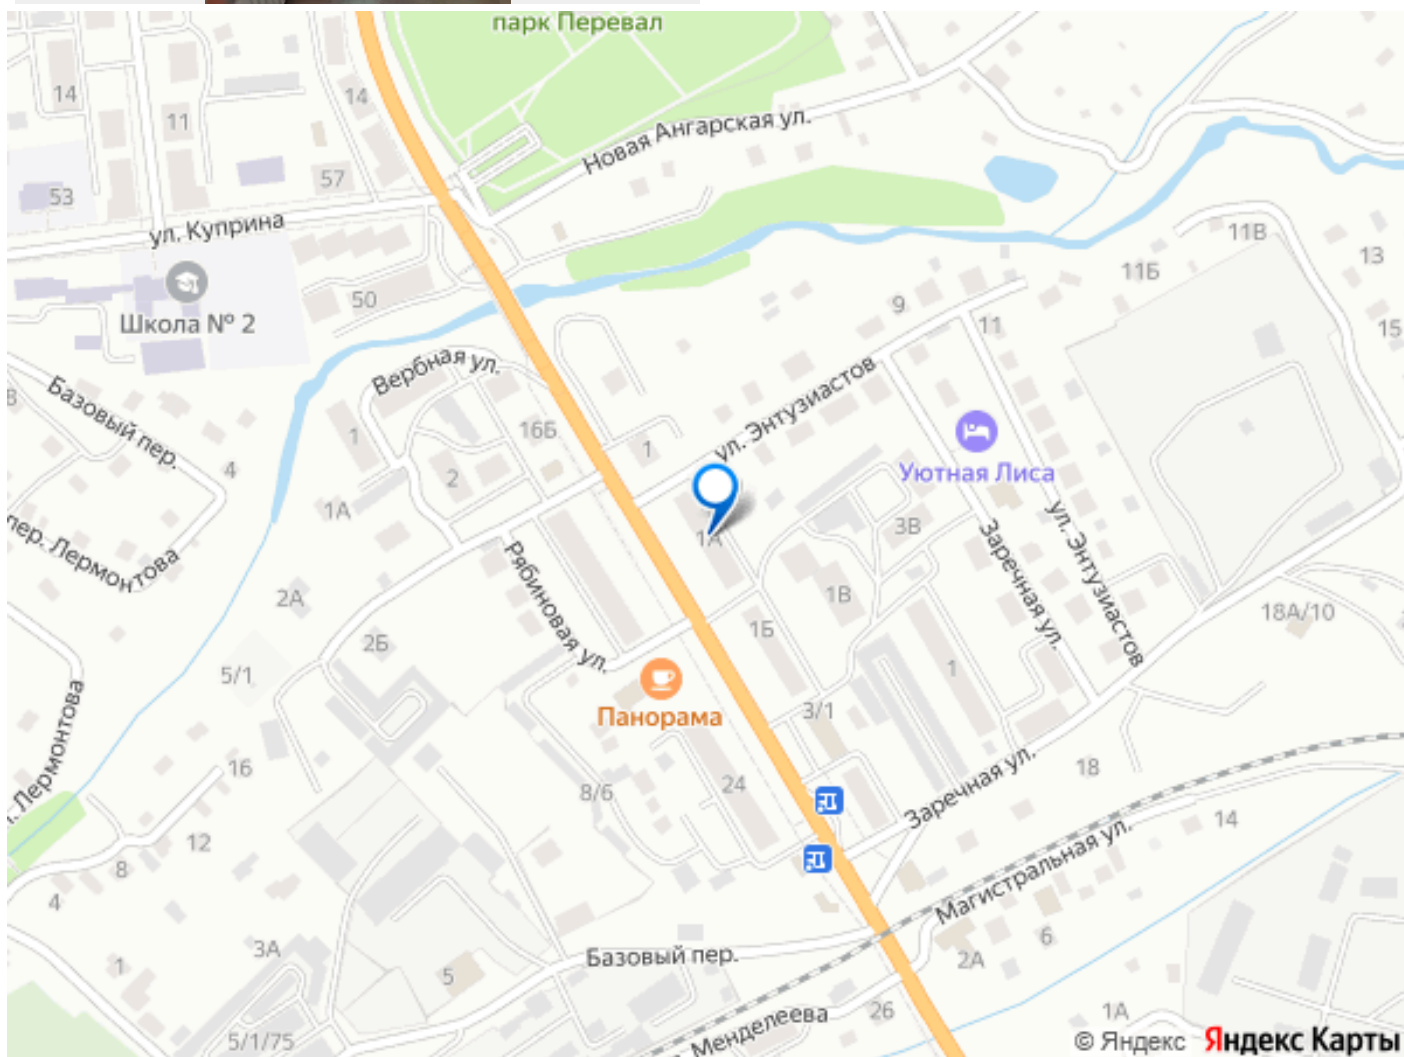 парк Перевал
14
14
11
Новая Ангарская ул.
57
53
ул. Куприна
11В
13
11Б
Школа № 2
50
9
11
15
Вербная ул.
ул. Энтузиастов
Базовый пер.
1
16Б
1
4
2
Уютная Лиса
1А
пер. Лермонтова
1А
3В
Заречная ул.
ул. Энтузиастов
Рябиновая ул.
2А
1В
18А/10
2Б
1Б
5/1
1
Панорама
3/1
Лермонтова
16
8/6
24
18
Заречная ул.
12
14
8
Магистральная ул.
4
3А
6
Базовый пер.
2А
1
5
26
1А
5/1/75
Менделеева
© Яндекс Яндекс Карты